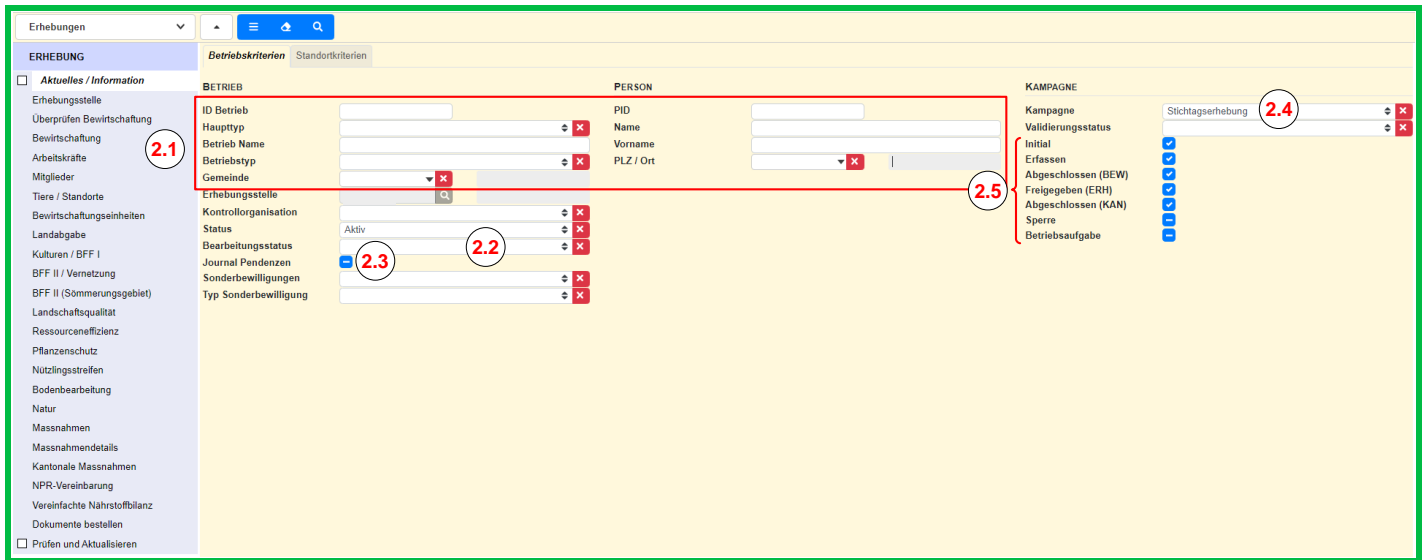 Erhebungen
ERHEBUNG
Aktuelles / Information
Erhebungsstelle
Überprüfen Bewirtschaftung
Bewirtschaftung
Arbeitskräfte
Mitglieder
Tiere / Standorte
Bewirtschaftungseinheiten
Landabgabe
Kulturen / BFF I
BFF II / Vernetzung
BFF II (Sömmerungsgebiet)
Landschaftsqualität
Ressourceneffizienz
Pflanzenschutz
Nützlingsstreifen
Bodenbearbeitung
Natur
Massnahmen
Massnahmendetails
Kantonale Massnahmen
NPR-Vereinbarung
Vereinfachte Nährstoffbilanz
Dokumente bestellen
Prüfen und Aktualisieren
Betriebskriterien Standortkriterien
BETRIEB
ID Betrieb
Haupttyp
Betrieb Name
Betriebstyp
Gemeinde
2.1
Erhebungsstelle
Kontrollorganisation
Status Aktiv
Bearbeitungsstatus 2.2
Journal Pendenzen 2.3
Sonderbewilligungen
Typ Sonderbewilligung
PERSON
PID
Name
Vorname
PLZ / Ort
KAMPAGNE
Kampagne Stichtagserhebung 2.4
Validierungsstatus
Initial
Erfassen
Abgeschlossen (BEW)
2.5 Freigegeben (ERH)
Abgeschlossen (KAN)
Sperre
Betriebsaufgabe